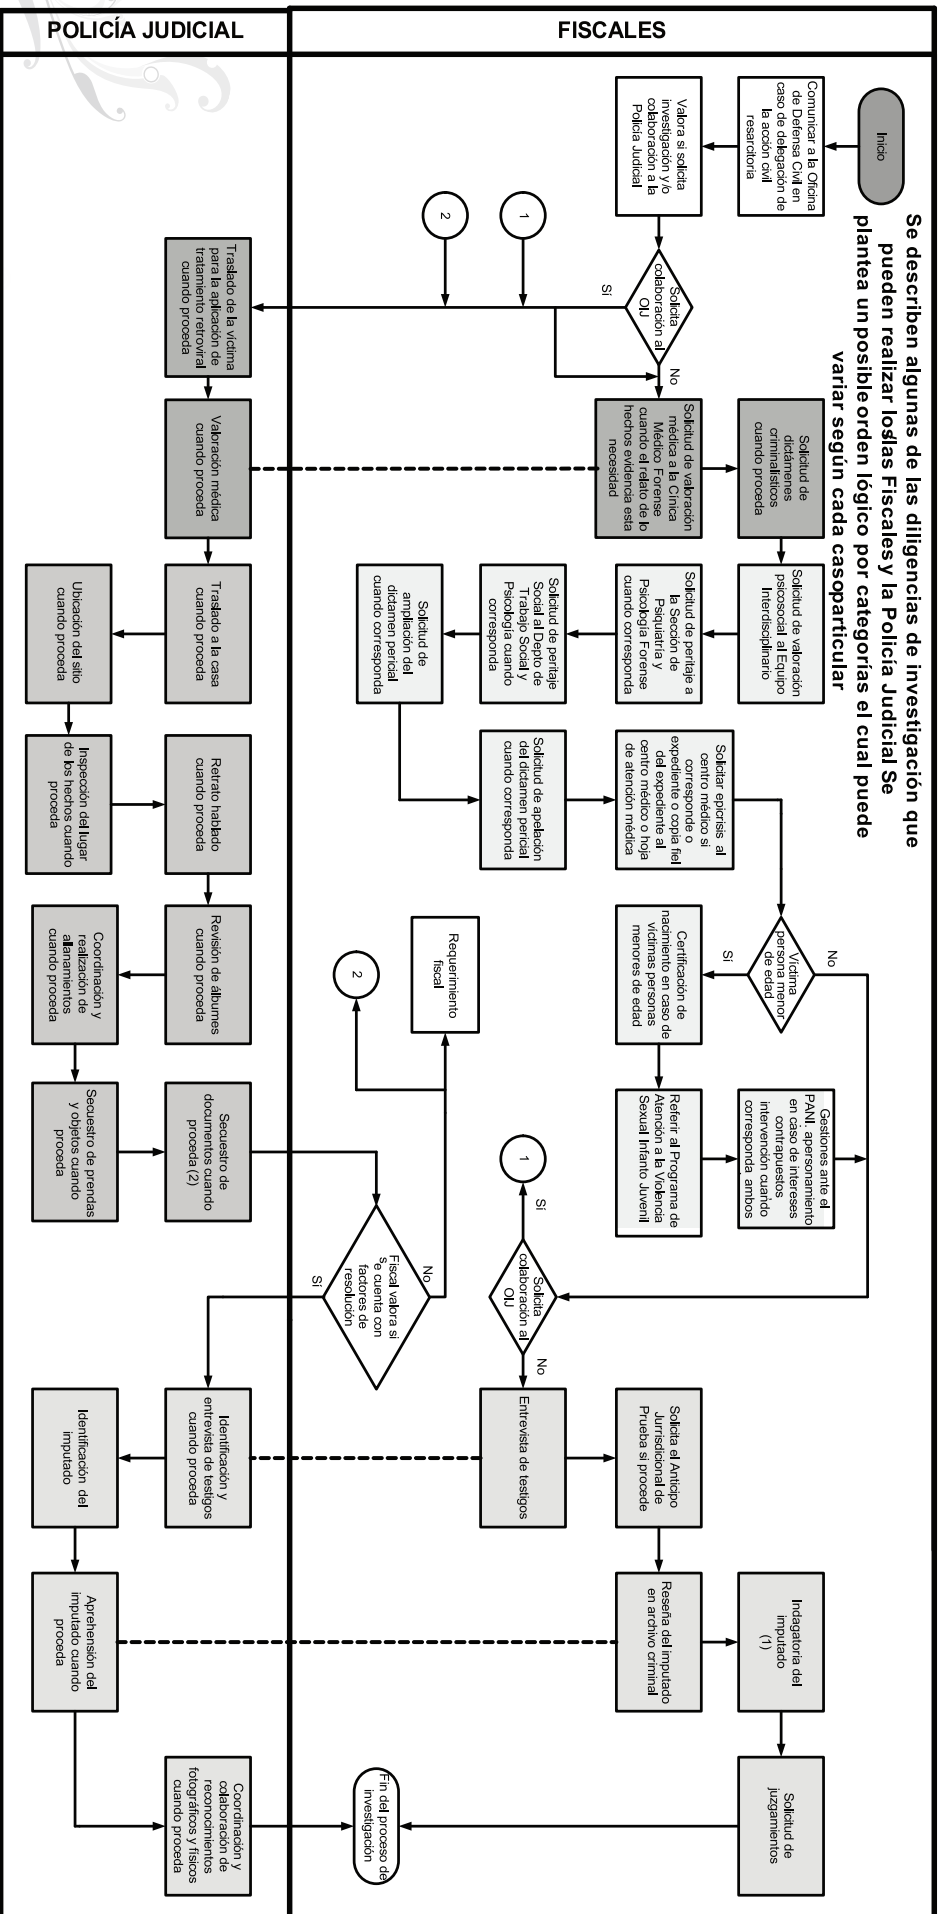 POLICÍA JUDICIAL
FISCALES
Se describen algunas de las diligencias de investigación que
pueden realizar los/las Fiscales y la Policía Judicial Se
plantea un posible orden lógico por categorías el cual puede
variar según cada casoparticular
Inicio
Comunicar a la Oficina
de Defensa Civil en
caso de delegación de
la acción civil
resarcitoria
Valora si solicita
investigación y/o
colaboración a la
Policía Judicial
Solicita
colaboración al
OIJ
Sí
No
1
2
Solicitud de valoración
médica a la Cínica
Médico Forense
cuando el relato de lo
hechos evidencia esta
necesidad
Solicitud de
dictámenes
criminalísticos
cuando proceda
Solicitud de valoración
psicosocial al Equipo
Interdisciplinario
Solicitud de peritaje a
la Sección de
Psiquiatría y
Psicología Forense
cuando corresponda
Solicitud de peritaje
Social al Depto de
Trabajo Social y
Psicología cuando
corresponda
Solicitud de
ampliación del
dictamen pericial
cuando corresponda
Solicitud de apelación
del dictamen pericial
cuando corresponda
Solicitar epicrisis al
centro médico si
corresponde o
expediente o copia fiel
del expediente al
centro médico o hoja
de atención médica
Víctima
persona menor
de edad
No
Sí
Certificación de
nacimiento en caso de
víctimas personas
menores de edad
Referir al Programa de
Atención a la Violencia
Sexual Infanto Juvenil
Gestiones ante el
PANI. apersonamiento
en caso de intereses
contrapuestos
intervención cuando
corresponda ambos
Solicita
colaboración al
OIJ
Sí
No
1
Entrevista de testigos
Solicita el Anticipo
Jurrisdicional de
Prueba si procede
Reseña del imputado
en archivo criminal
Indagatoria del
imputado
(1)
Solicitud de
juzgamientos
Fin del proceso de
investigación
Requerimiento
fiscal
2
Fiscal valora si
se cuenta con
factores de
resolución
No
Sí
Traslado de la víctima
para la aplicación de
tratamiento retroviral
cuando proceda
Valoración médica
cuando proceda
Traslado a la casa
cuando proceda
Ubicación del sitio
cuando proceda
Inspección del lugar
de los hechos cuando
proceda
Retrato hablado
cuando proceda
Revisión de álbumes
cuando proceda
Coordinación y
realización de
allanamientos
cuando proceda
Secuestro de prendas
y objetos cuando
proceda
Secuestro de
documentos cuando
proceda (2)
Identificación y
entrevista de testigos
cuando proceda
Identificación del
imputado
Aprehensión del
imputado cuando
proceda
Coordinación y
colaboración de
reconocimientos
fotográficos y físicos
cuando proceda